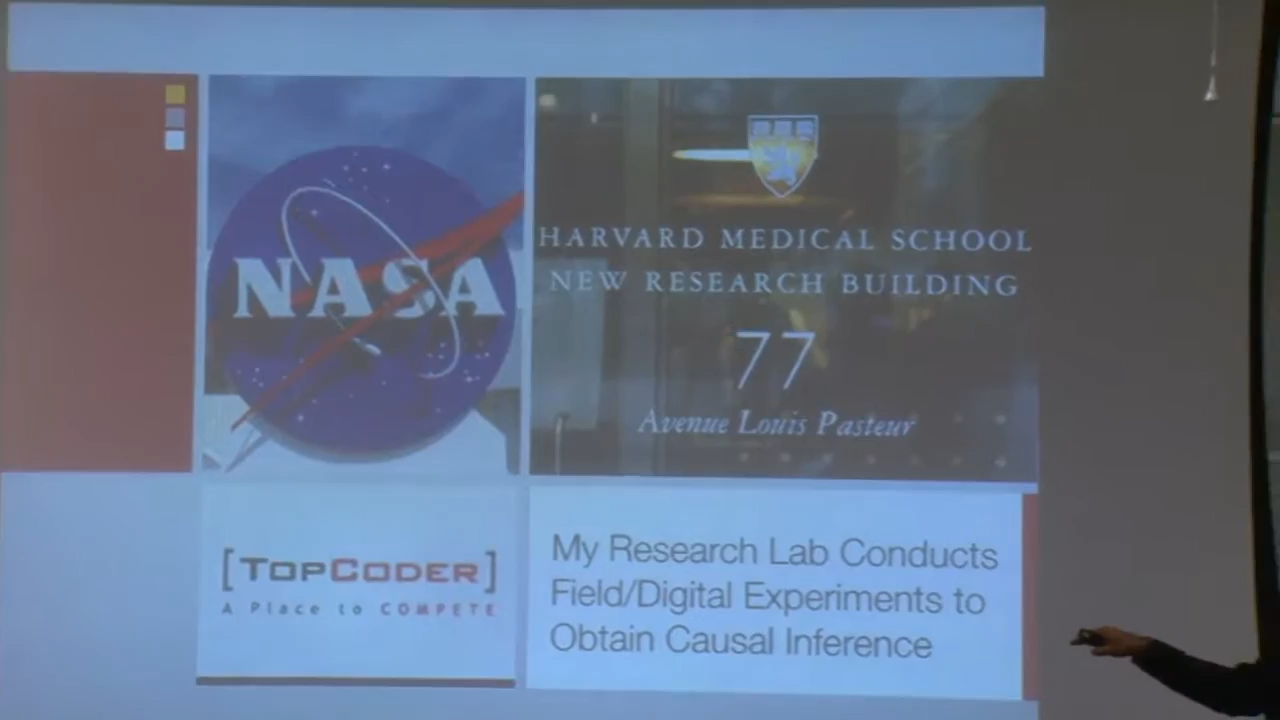 NASA
HARVARD MEDICAL SCHOOL
NEW RESEARCH BUILDING
77
Avenue Louis Pasteur
[TOPCODER]
A Place to COMPETE
My Research Lab Conducts
Field/Digital Experiments to
Obtain Causal Inference